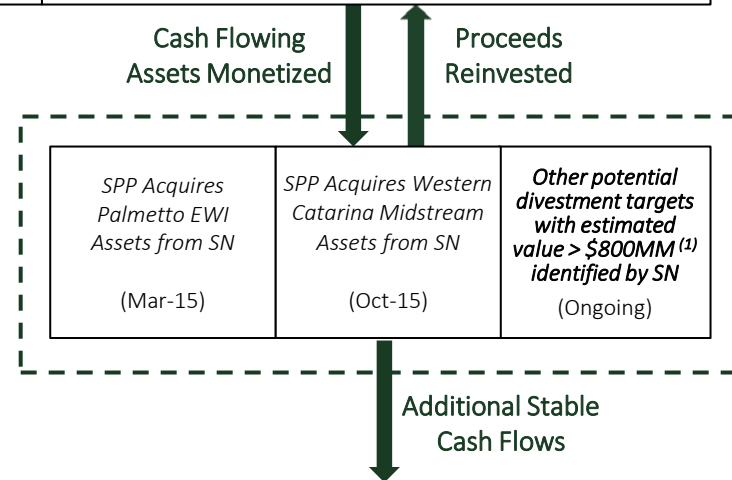 Cash Flowing
Assets Monetized
Proceeds
Reinvested
SPP Acquires
Palmetto EWI
Assets from SN
(Mar-15)
SPP Acquires Western
Catarina Midstream
Assets from SN
(Oct-15)
Other potential
divestment targets
with estimated
value > $800MM (1)
identified by SN
(Ongoing)
Additional Stable
Cash Flows